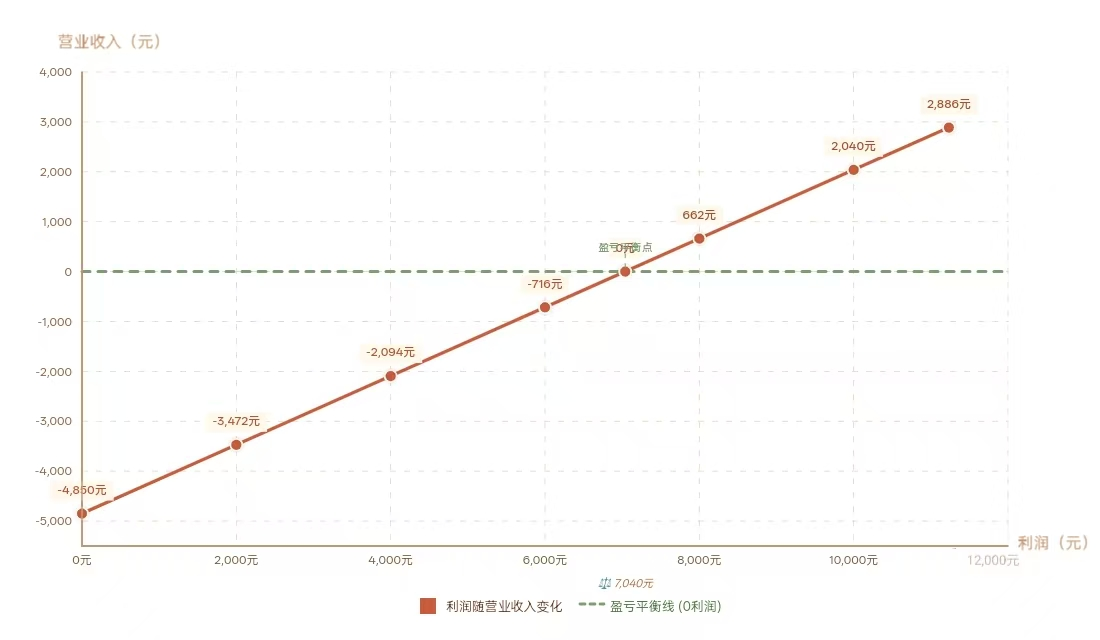 营业收入（元）
4,000
2,886元
3,000
2,040元
2,000
662元
1,000
盈亏平衡点
0元
0
-716元
-1,000
-2,094元
-2,000
-3,472元
-3,000
-4,000
-4,850元
-5,000
利润（元）
0元 2,000元 4,000元 6,000元 8,000元 10,000元 12,000元
7,040元
利润随营业收入变化 盈亏平衡线 (0利润)